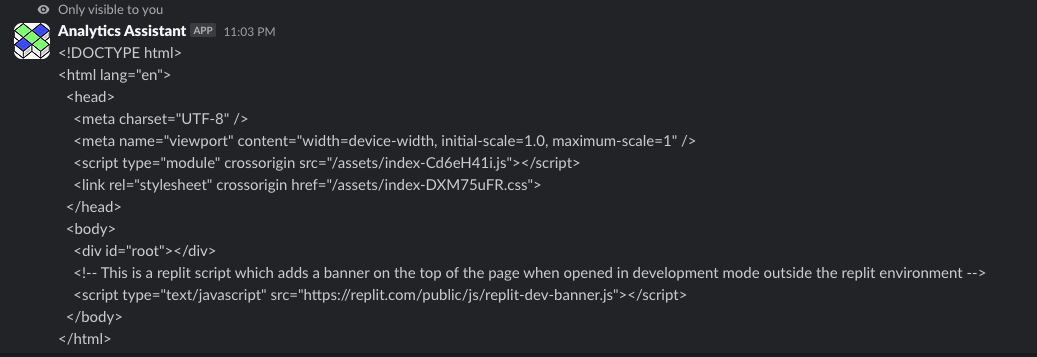 Only visible to you
Analytics Assistant APP 11:03 PM
<!DOCTYPE html>
<html lang="en">
<head>
<meta charset="UTF-8" />
<meta name="viewport" content="width=device-width, initial-scale=1.0, maximum-scale=1" />
<script type="module" crossorigin src="/assets/index-Cd6eH41i.js"></script>
<link rel="stylesheet" crossorigin href="/assets/index-DXM75uFR.css">
</head>
<body>
<div id="root"></div>
<!-- This is a replit script which adds a banner on the top of the page when opened in development mode outside the replit environment -->
<script type="text/javascript" src="https://replit.com/public/js/replit-dev-banner.js"></script>
</body>
</html>